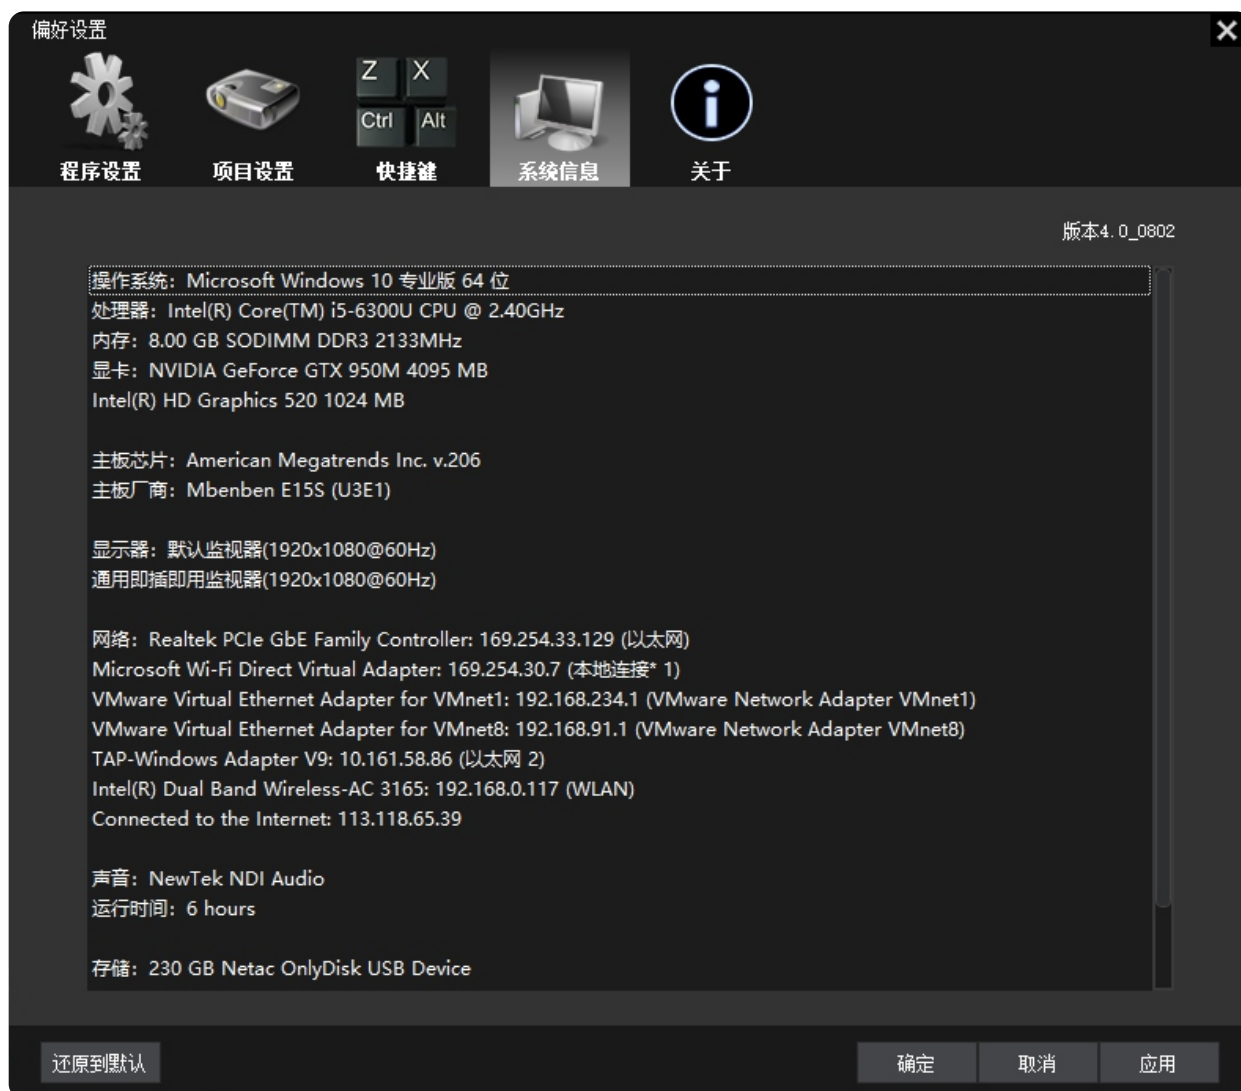 偏好设置
Z X
Ctrl Alt
程序设置 项目设置 快捷键 系统信息 关于
版本4.0_0802
操作系统：Microsoft Windows 10 专业版 64 位
处理器：Intel(R) Core(TM) i5-6300U CPU @ 2.40GHz
内存：8.00 GB SODIMM DDR3 2133MHz
显卡：NVIDIA GeForce GTX 950M 4095 MB
Intel(R) HD Graphics 520 1024 MB
主板芯片：American Megatrends Inc. v.206
主板厂商：Mbenben E15S (U3E1)
显示器：默认监视器(1920x1080@60Hz)
通用即插即用监视器(1920x1080@60Hz)
网络：Realtek PCIe GbE Family Controller: 169.254.33.129 (以太网)
Microsoft Wi-Fi Direct Virtual Adapter: 169.254.30.7 (本地连接* 1)
VMware Virtual Ethernet Adapter for VMnet1: 192.168.234.1 (VMware Network Adapter VMnet1)
VMware Virtual Ethernet Adapter for VMnet8: 192.168.91.1 (VMware Network Adapter VMnet8)
TAP-Windows Adapter V9: 10.161.58.86 (以太网 2)
Intel(R) Dual Band Wireless-AC 3165: 192.168.0.117 (WLAN)
Connected to the Internet: 113.118.65.39
声音：NewTek NDI Audio
运行时间：6 hours
存储：230 GB Netac OnlyDisk USB Device
还原到默认 确定 取消 应用